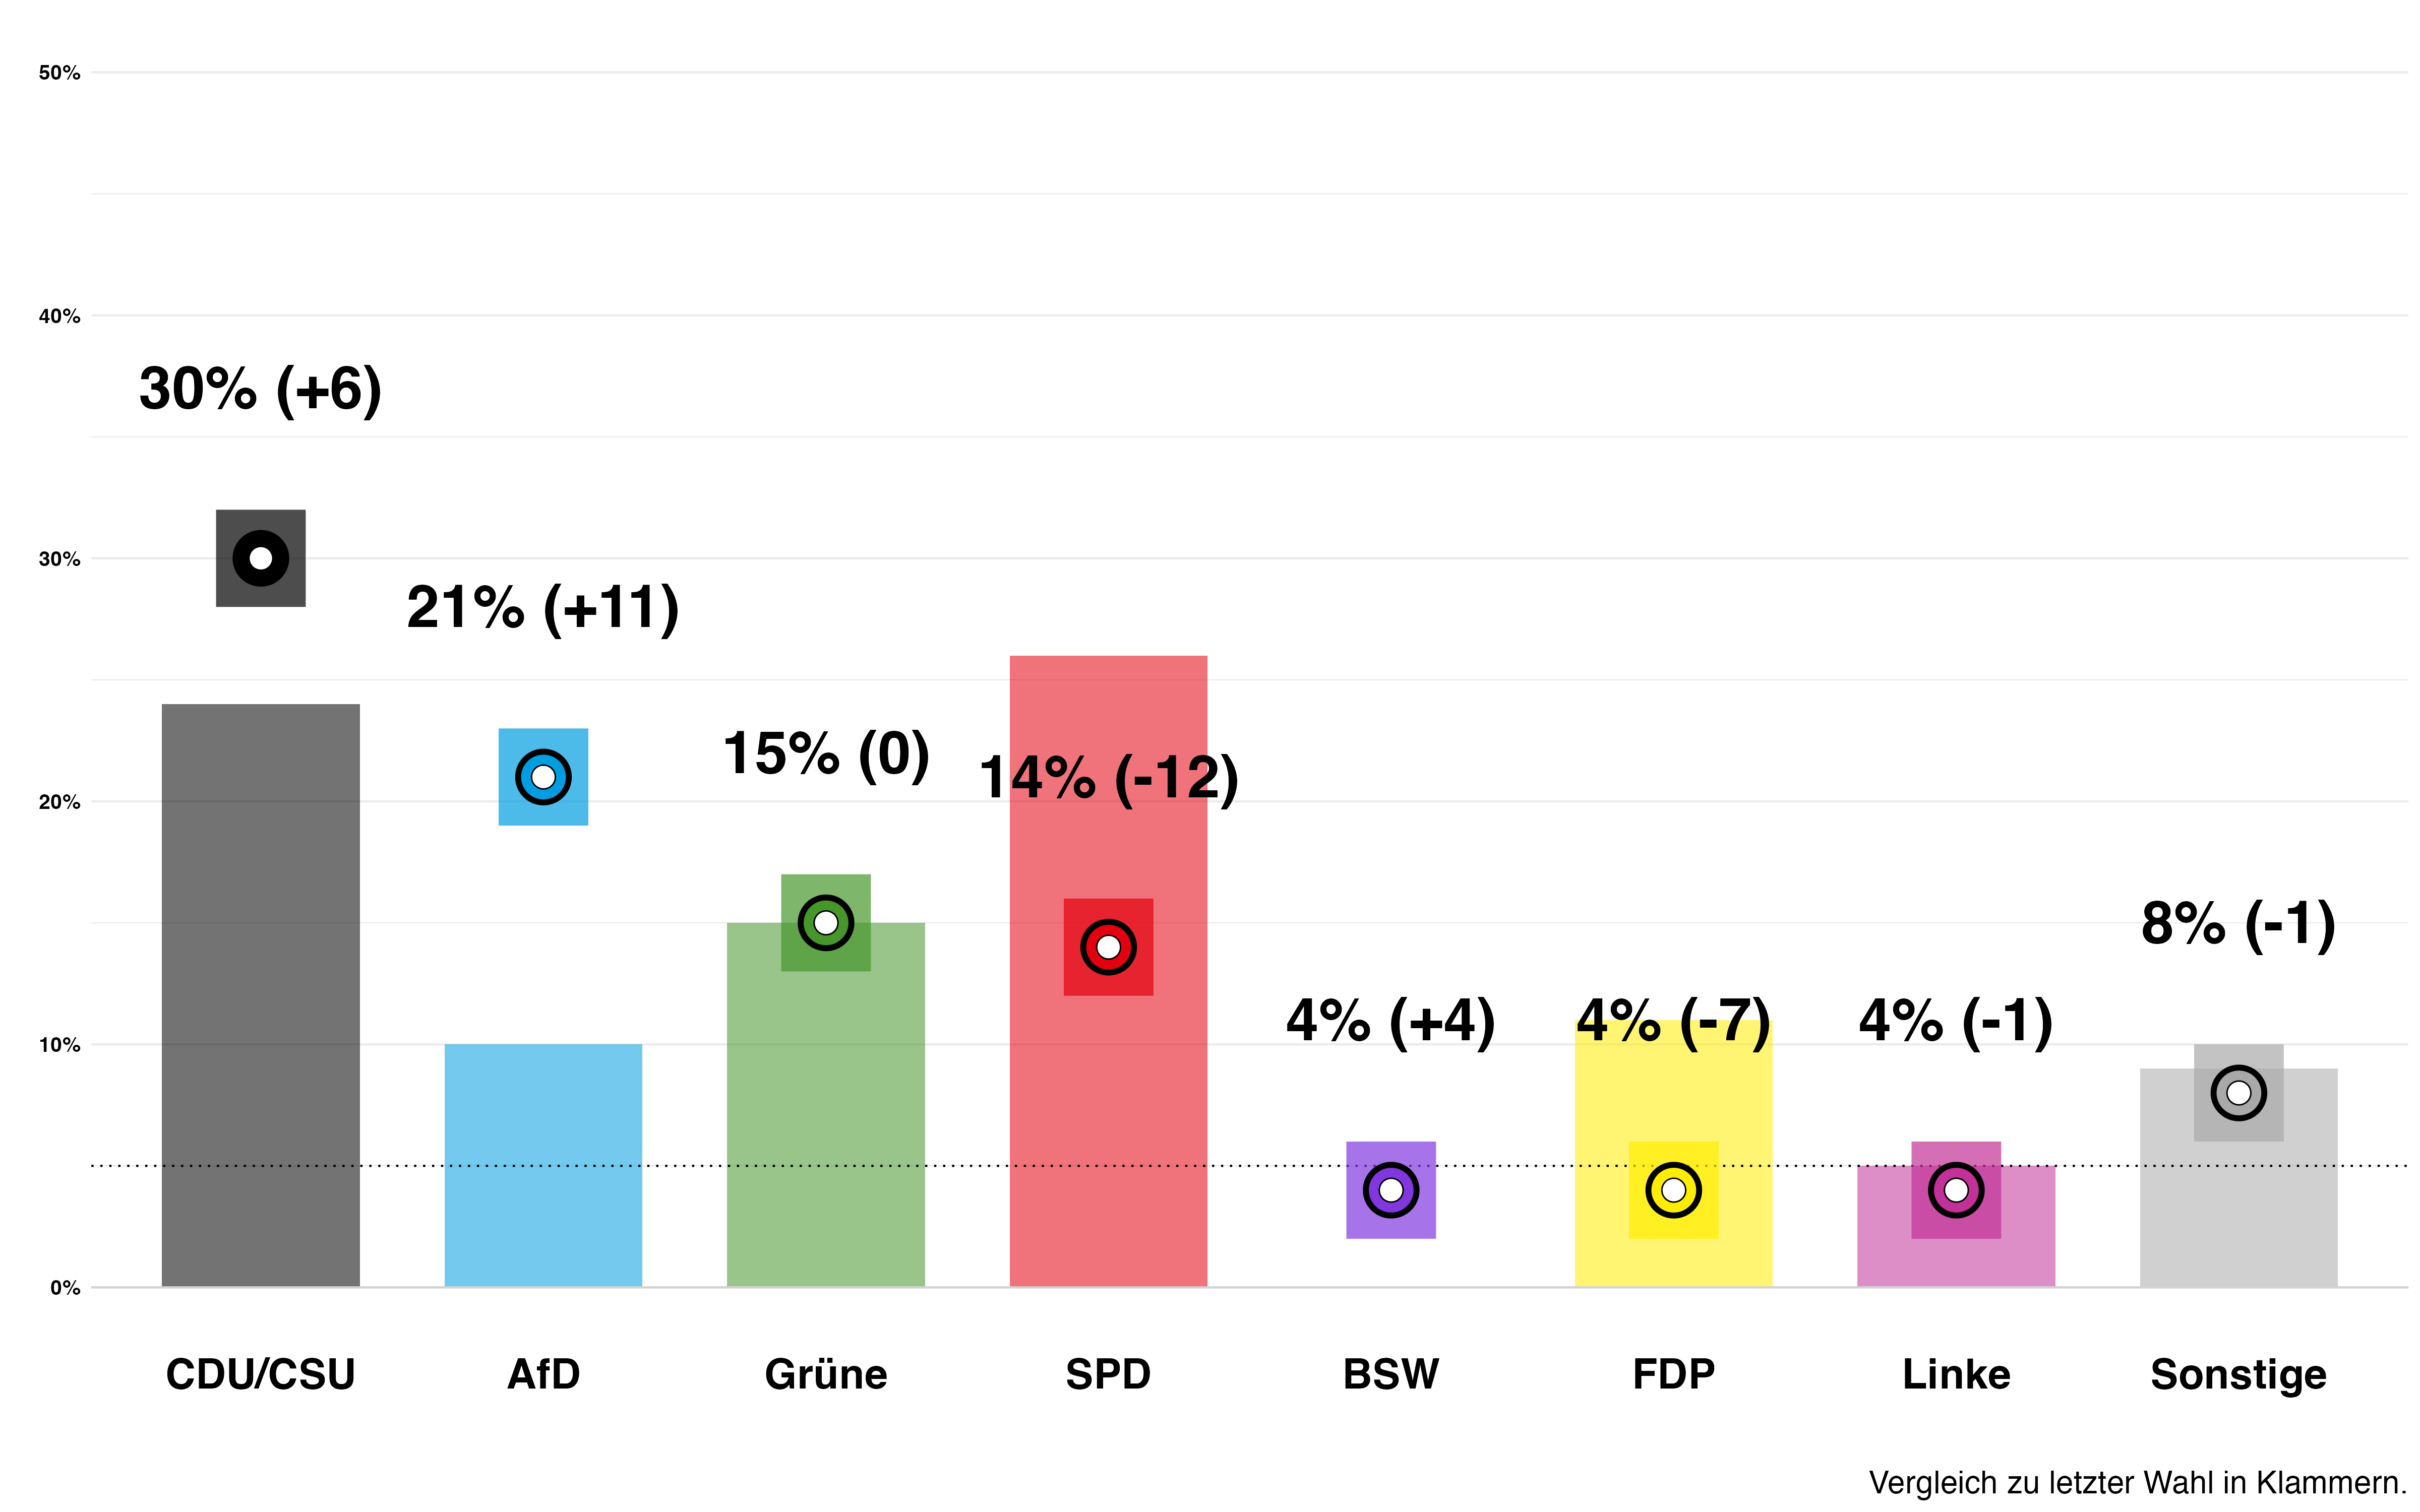 50%
40%
30% (+6)
30%
21% (+11)
15% (0)
14% (-12)
20%
8% (-1)
4% (+4)
4% (-7)
4% (-1)
10%
0%
CDU/CSU
AfD
Grüne
SPD
BSW
FDP
Linke
Sonstige
Vergleich zu letzter Wahl in Klammern.